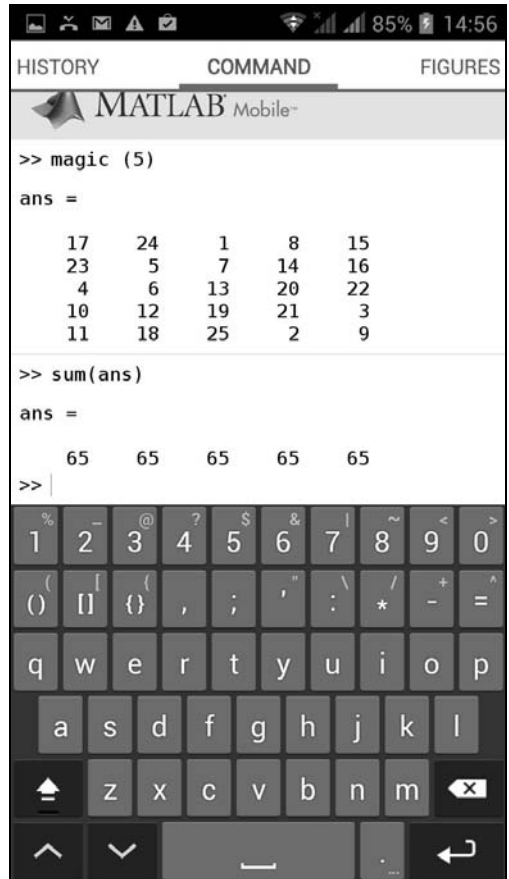 85% 14:56
HISTORY COMMAND FIGURES
MATLAB® Mobile™
>> magic (5)
ans =
17 24 1 8 15
23 5 7 14 16
4 6 13 20 22
10 12 19 21 3
11 18 25 2 9
>> sum(ans)
ans =
65 65 65 65 65
>>
% _ @ ? $ & | ~ < >
1 2 3 4 5 6 7 8 9 0
( [ { " \ / + ^
() [] {} , ; ' : * - =
q w e r t y u i o p
a s d f g h j k l
z x c v b n m
. ...